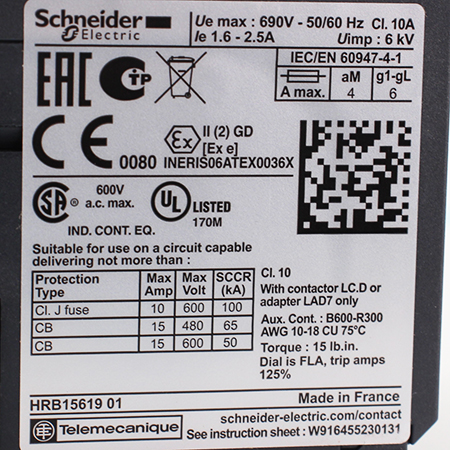 Schneider Electric
Ue max : 690V - 50/60 Hz Cl. 10A
Ie 1.6 - 2.5A Uimp : 6 kV
IEC/EN 60947-4-1
aM g1-gL
A max. 4 6
EAC
C TP
CE 0080
Ex II (2) GD
[Ex e]
INERIS06ATEX0036X
SA ® 600V
a.c. max.
UL ® LISTED
170M
IND. CONT. EQ.
Suitable for use on a circuit capable
delivering not more than :
Protection Type Max Amp Max Volt SCCR (kA)
Cl. J fuse 10 600 100
CB 15 480 65
CB 15 600 50
Cl. 10
With contactor LC.D or
adapter LAD7 only
Aux. Cont. : B600-R300
AWG 10-18 CU 75°C
Torque : 15 lb.in.
Dial is FLA, trip amps
125%
HRB15619 01
Made in France
Telemecanique
schneider-electric.com/contact
See instruction sheet : W916455230131